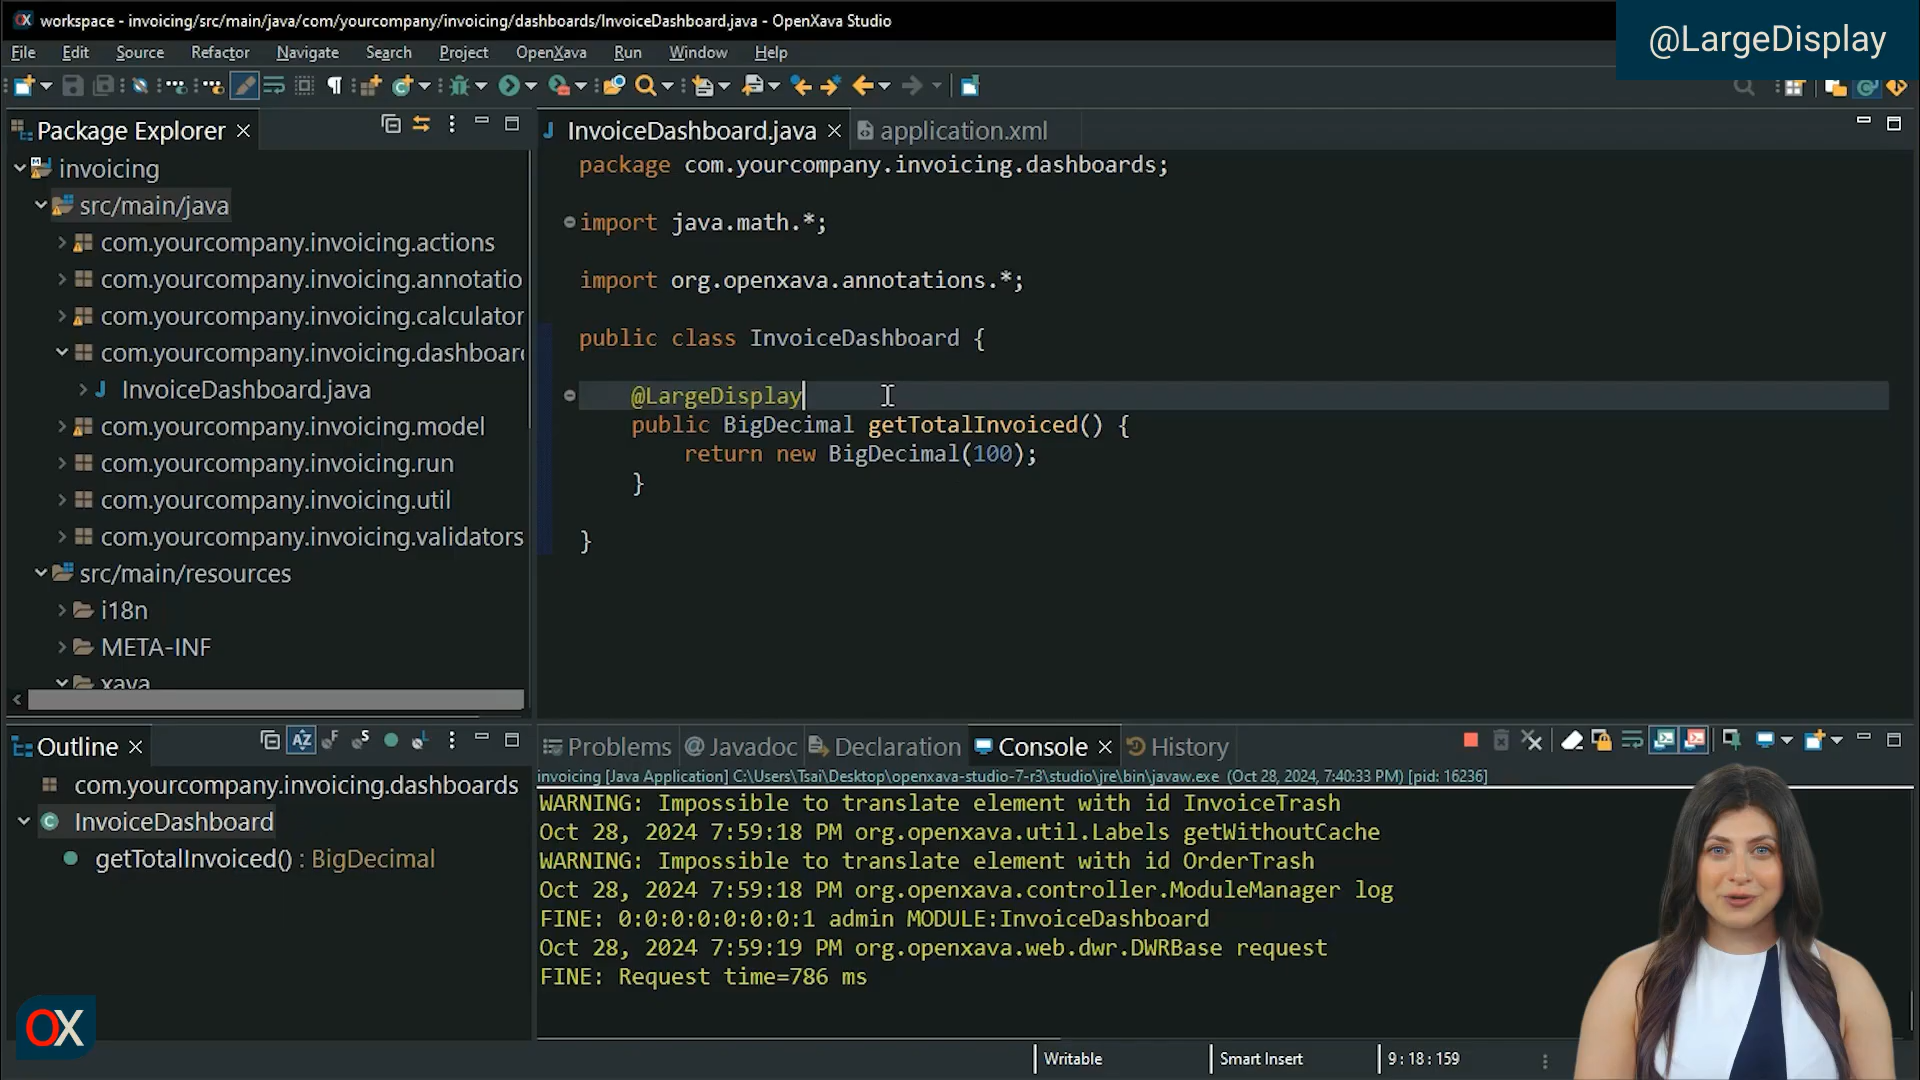 workspace - invoicing/src/main/java/com/yourcompany/invoicing/dashboards/InvoiceDashboard.java - OpenXava Studio
@LargeDisplay
File Edit Source Refactor Navigate Search Project OpenXava Run Window Help
Package Explorer
invoicing
src/main/java
com.yourcompany.invoicing.actions
com.yourcompany.invoicing.annotatio
com.yourcompany.invoicing.calculator
com.yourcompany.invoicing.dashboard
InvoiceDashboard.java
com.yourcompany.invoicing.model
com.yourcompany.invoicing.run
com.yourcompany.invoicing.util
com.yourcompany.invoicing.validators
src/main/resources
i18n
META-INF
xava
InvoiceDashboard.java application.xml
package com.yourcompany.invoicing.dashboards;
import java.math.*;
import org.openxava.annotations.*;
public class InvoiceDashboard {
@LargeDisplay
public BigDecimal getTotalInvoiced() {
return new BigDecimal(100);
}
}
Outline
com.yourcompany.invoicing.dashboards
InvoiceDashboard
getTotalInvoiced() : BigDecimal
Problems @ Javadoc Declaration Console History
invoicing [Java Application] C:\Users\Tsai\Desktop\openxava-studio-7-r3\studio\jre\bin\javaw.exe (Oct 28, 2024, 7:40:33 PM) [pid: 16236]
WARNING: Impossible to translate element with id InvoiceTrash
Oct 28, 2024 7:59:18 PM org.openxava.util.Labels getWithoutCache
WARNING: Impossible to translate element with id OrderTrash
Oct 28, 2024 7:59:18 PM org.openxava.controller.ModuleManager log
FINE: 0:0:0:0:0:0:0:1 admin MODULE:InvoiceDashboard
Oct 28, 2024 7:59:19 PM org.openxava.web.dwr.DWRBase request
FINE: Request time=786 ms
OX
Writable Smart Insert 9 : 18 : 159